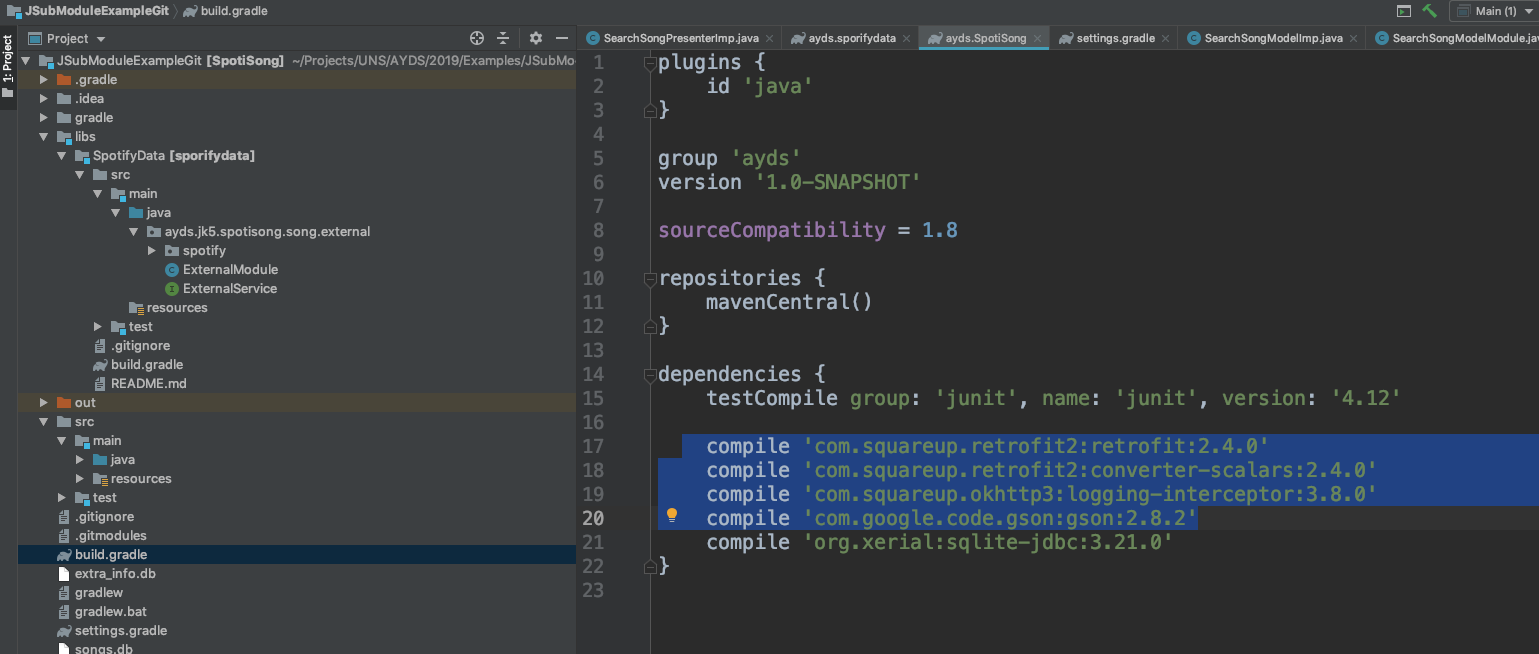 JSubModuleExampleGit build.gradle
Main (1)
1: Project
Project
SearchSongPresenterImp.java ayds.sporifydata ayds.SpotiSong settings.gradle SearchSongModelImp.java SearchSongModelModule.jav
JSubModuleExampleGit [SpotiSong] ~/Projects/UNS/AYDS/2019/Examples/JSubMo
.gradle
.idea
gradle
libs
SpotifyData [sporifydata]
src
main
java
ayds.jk5.spotisong.song.external
spotify
ExternalModule
ExternalService
resources
test
.gitignore
build.gradle
README.md
out
src
main
java
resources
test
.gitignore
.gitmodules
build.gradle
extra_info.db
gradlew
gradlew.bat
settings.gradle
songs.db
1 plugins {
2 id 'java'
3 }
4
5 group 'ayds'
6 version '1.0-SNAPSHOT'
7
8 sourceCompatibility = 1.8
9
10 repositories {
11 mavenCentral()
12 }
13
14 dependencies {
15 testCompile group: 'junit', name: 'junit', version: '4.12'
16
17 compile 'com.squareup.retrofit2:retrofit:2.4.0'
18 compile 'com.squareup.retrofit2:converter-scalars:2.4.0'
19 compile 'com.squareup.okhttp3:logging-interceptor:3.8.0'
20 compile 'com.google.code.gson:gson:2.8.2'
21 compile 'org.xerial:sqlite-jdbc:3.21.0'
22 }
23